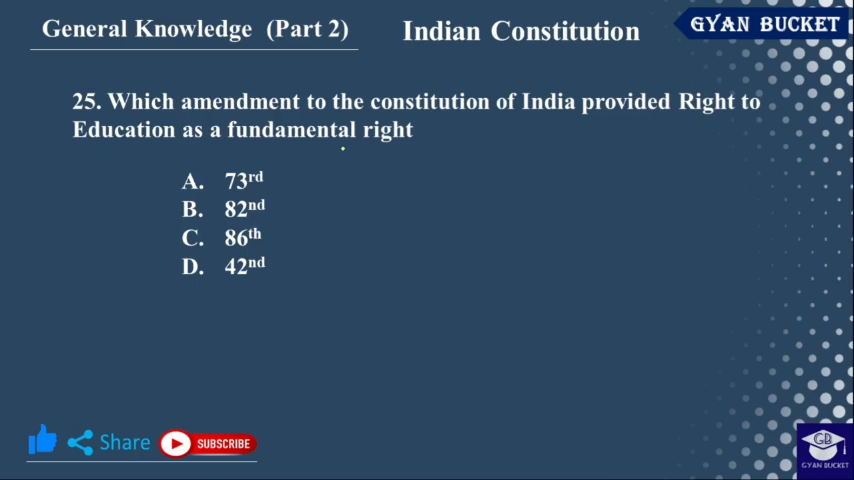 General Knowledge (Part 2)
Indian Constitution
GYAN BUCKET
25. Which amendment to the constitution of India provided Right to
Education as a fundamental right
A. 73rd
B. 82nd
C. 86th
D. 42nd
Share
SUBSCRIBE
GB
GYAN BUCKET